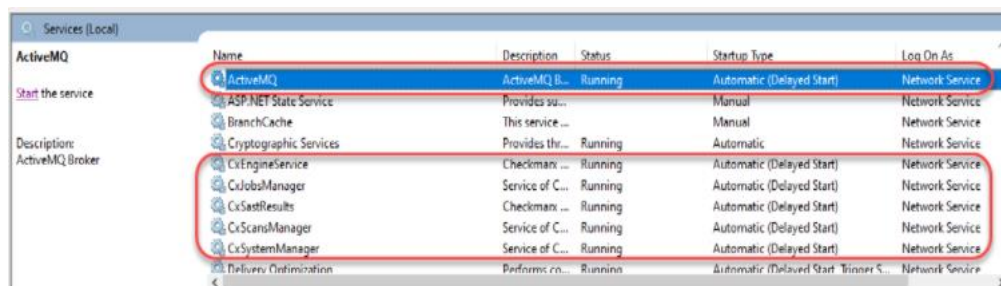 Services (Local)
ActiveMQ
Start the service
Description:
ActiveMQ Broker
Name Description Status Startup Type Log On As
ActiveMQ ActiveMQ B... Running Automatic (Delayed Start) Network Service
ASP.NET State Service Provides su... Manual Network Service
BranchCache This service ... Manual Network Service
Cryptographic Services Provides thr... Running Automatic Network Service
CxEngineService Checkmarx ... Running Automatic (Delayed Start) Network Service
CxJobsManager Service of C... Running Automatic (Delayed Start) Network Service
CxSastResults Checkmarx ... Running Automatic (Delayed Start) Network Service
CxScansManager Service of C... Running Automatic (Delayed Start) Network Service
CxSystemManager Service of C... Running Automatic (Delayed Start) Network Service
Delivery Optimization Performs co... Running Automatic (Delayed Start, Trigger S... Network Service